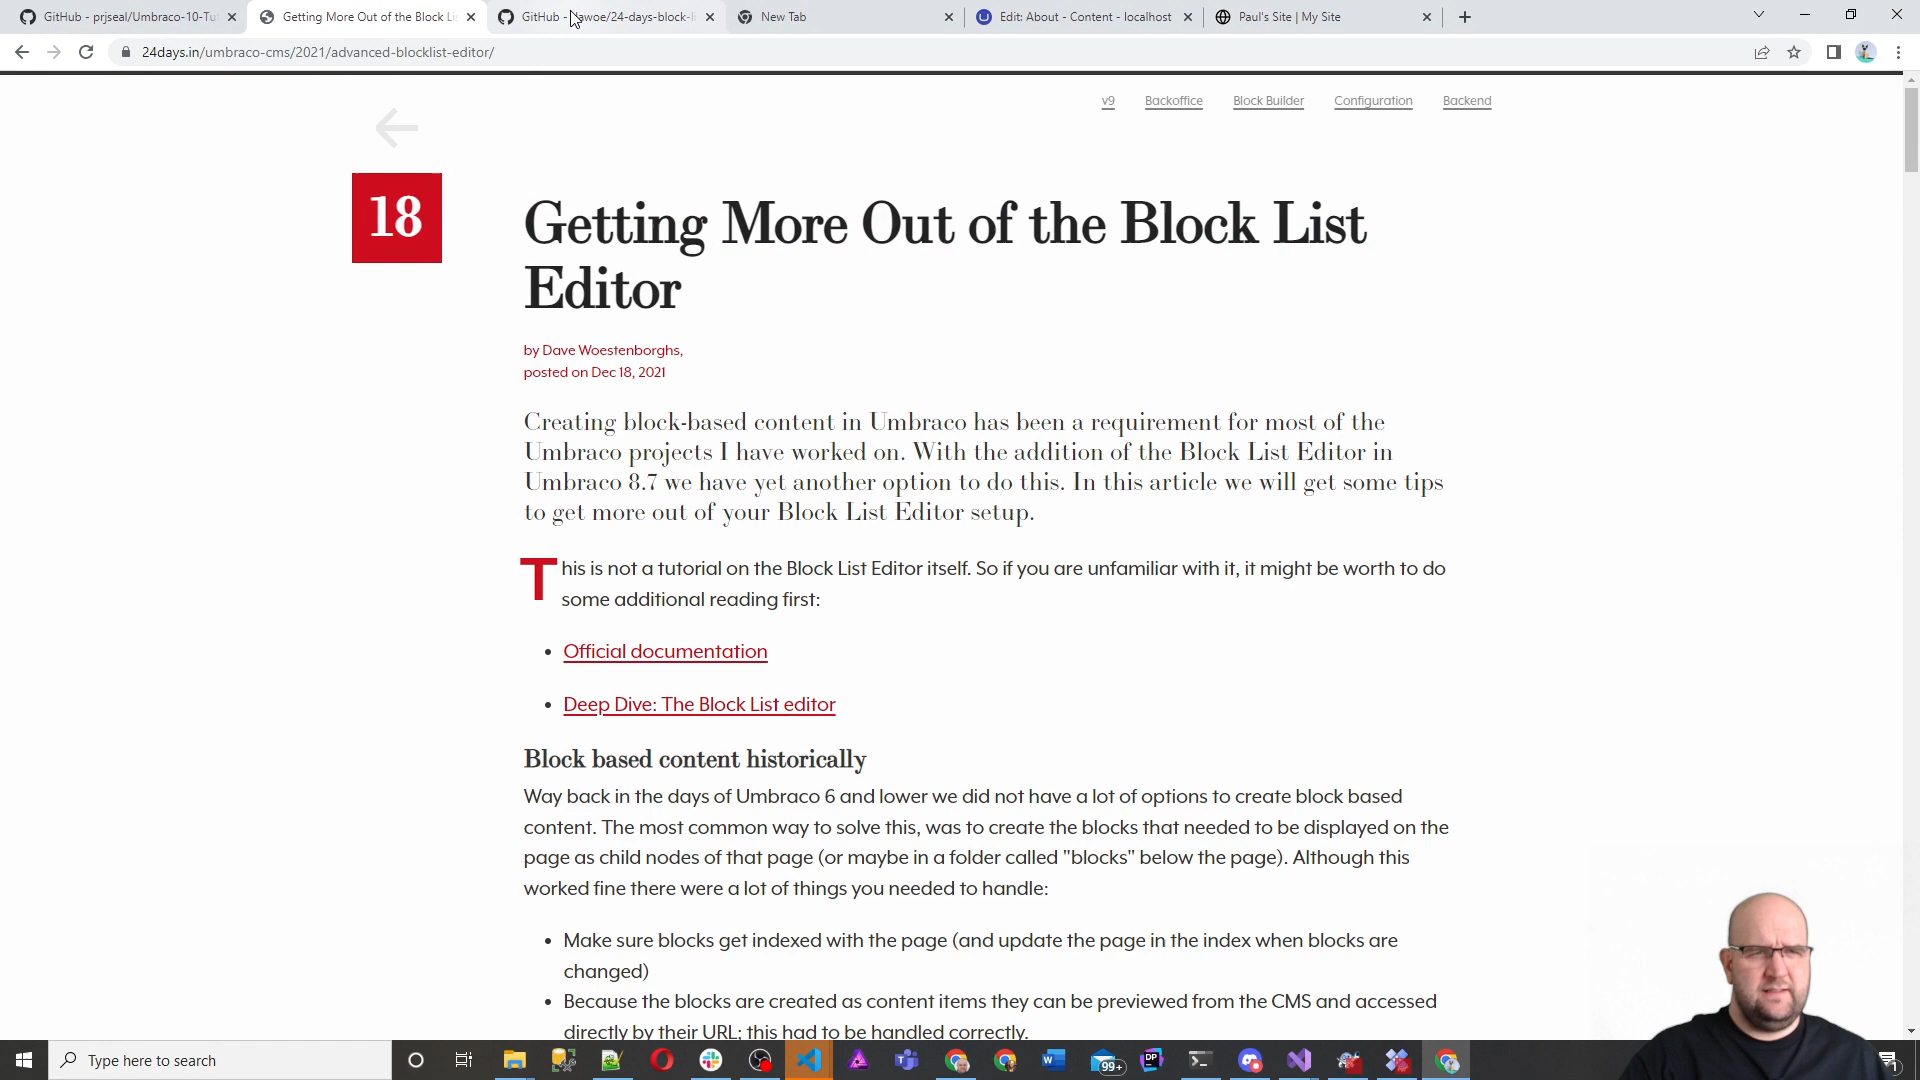 GitHub - prjseal/Umbraco-10-Tu
Getting More Out of the Block Li
GitHub - dawoe/24-days-block-li
New Tab
Edit: About - Content - localhost
Paul's Site | My Site
24days.in/umbraco-cms/2021/advanced-blocklist-editor/
v9
Backoffice
Block Builder
Configuration
Backend
18
Getting More Out of the Block List
Editor
by Dave Woestenborghs,
posted on Dec 18, 2021
Creating block-based content in Umbraco has been a requirement for most of the
Umbraco projects I have worked on. With the addition of the Block List Editor in
Umbraco 8.7 we have yet another option to do this. In this article we will get some tips
to get more out of your Block List Editor setup.
This is not a tutorial on the Block List Editor itself. So if you are unfamiliar with it, it might be worth to do
some additional reading first:
• Official documentation
• Deep Dive: The Block List editor
Block based content historically
Way back in the days of Umbraco 6 and lower we did not have a lot of options to create block based
content. The most common way to solve this, was to create the blocks that needed to be displayed on the
page as child nodes of that page (or maybe in a folder called "blocks" below the page). Although this
worked fine there were a lot of things you needed to handle:
• Make sure blocks get indexed with the page (and update the page in the index when blocks are
changed)
• Because the blocks are created as content items they can be previewed from the CMS and accessed
directly by their URL; this had to be handled correctly.
Type here to search
99+
DP
1